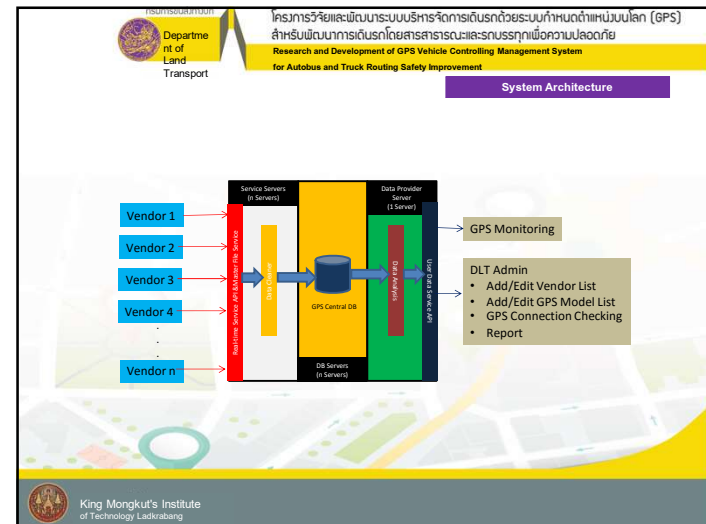 กรมการขนส่งทางบก
Departme
nt of
Land
Transport
โครงการวิจัยและพัฒนาระบบบริหารจัดการเดินรถด้วยระบบกำหนดตำแหน่งบนโลก (GPS)
สำหรับพัฒนาการเดินรถโดยสารสาธารณะและรถบรรทุกเพื่อความปลอดภัย
Research and Development of GPS Vehicle Controlling Management System
for Autobus and Truck Routing Safety Improvement
System Architecture
Vendor 1
Vendor 2
Vendor 3
Vendor 4
.
.
.
Vendor n
Service Servers
(n Servers)
Real-time Service API &Master File Service
Data Cleaner
GPS Central DB
DB Servers
(n Servers)
Data Provider
Server
(1 Server)
Data Analysis
User Data Service API
GPS Monitoring
DLT Admin
• Add/Edit Vendor List
• Add/Edit GPS Model List
• GPS Connection Checking
• Report
King Mongkut's Institute
of Technology Ladkrabang